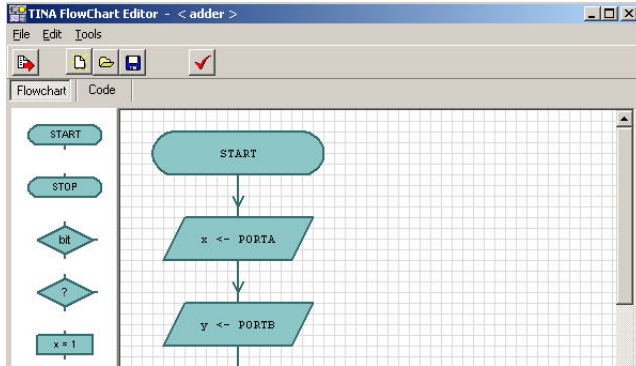 TINA FlowChart Editor - < adder >
File Edit Tools
Flowchart Code
START
STOP
bit
?
x = 1
START
x <- PORTA
y <- PORTB